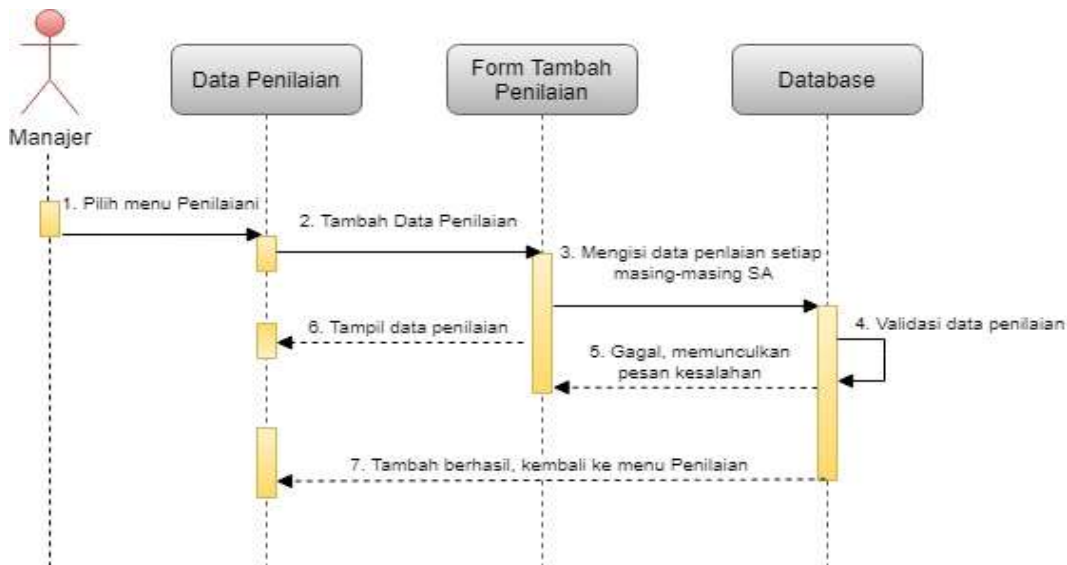 Data Penilaian
Form Tambah
Penilaian
Database
Manajer
1. Pilih menu Penilaiani
2. Tambah Data Penilaian
3. Mengisi data penlaian setiap
masing-masing SA
4. Validasi data penilaian
6. Tampil data penilaian
5. Gagal, memunculkan
pesan kesalahan
7. Tambah berhasil, kembali ke menu Penilaian